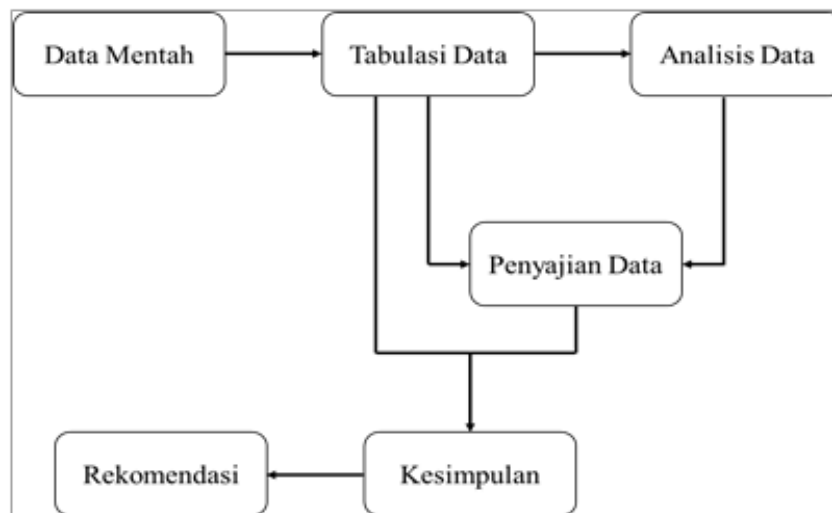 Data Mentah
Tabulasi Data
Analisis Data
Penyajian Data
Rekomendasi
Kesimpulan